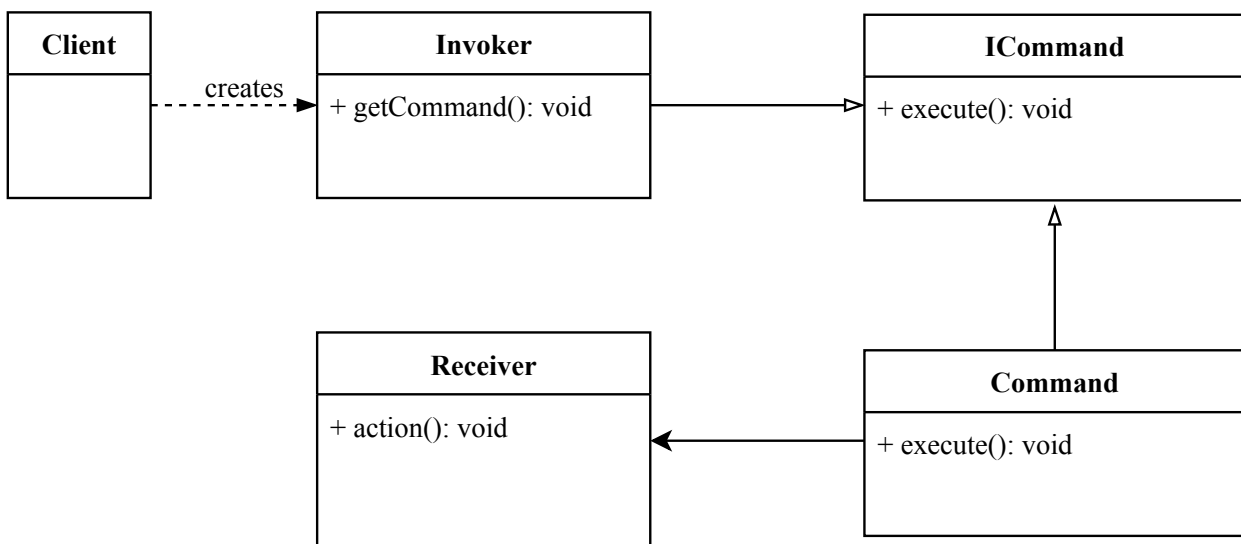 Client
creates
Invoker
+ getCommand(): void
ICommand
+ execute(): void
Receiver
+ action(): void
Command
+ execute(): void